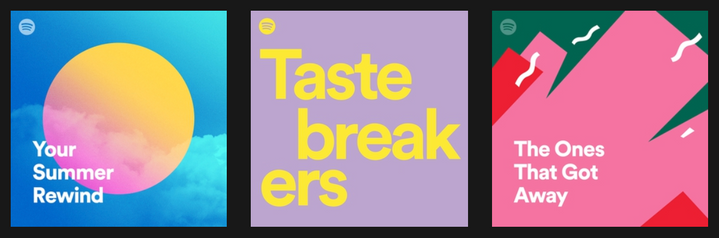 Your
Summer
Rewind
Taste
break
ers
The Ones
That Got
Away